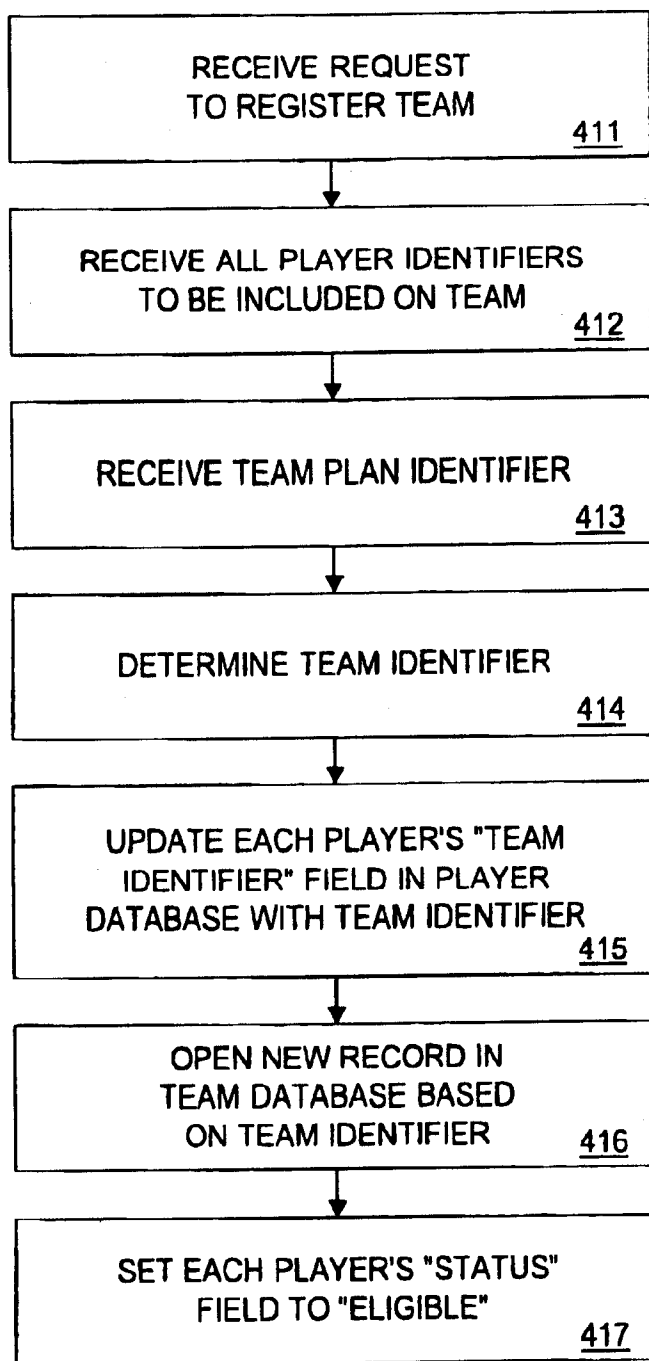 RECEIVE REQUEST
TO REGISTER TEAM
411
RECEIVE ALL PLAYER IDENTIFIERS
TO BE INCLUDED ON TEAM
412
RECEIVE TEAM PLAN IDENTIFIER
413
DETERMINE TEAM IDENTIFIER
414
UPDATE EACH PLAYER'S "TEAM
IDENTIFIER" FIELD IN PLAYER
DATABASE WITH TEAM IDENTIFIER
415
OPEN NEW RECORD IN
TEAM DATABASE BASED
ON TEAM IDENTIFIER
416
SET EACH PLAYER'S "STATUS"
FIELD TO "ELIGIBLE"
417